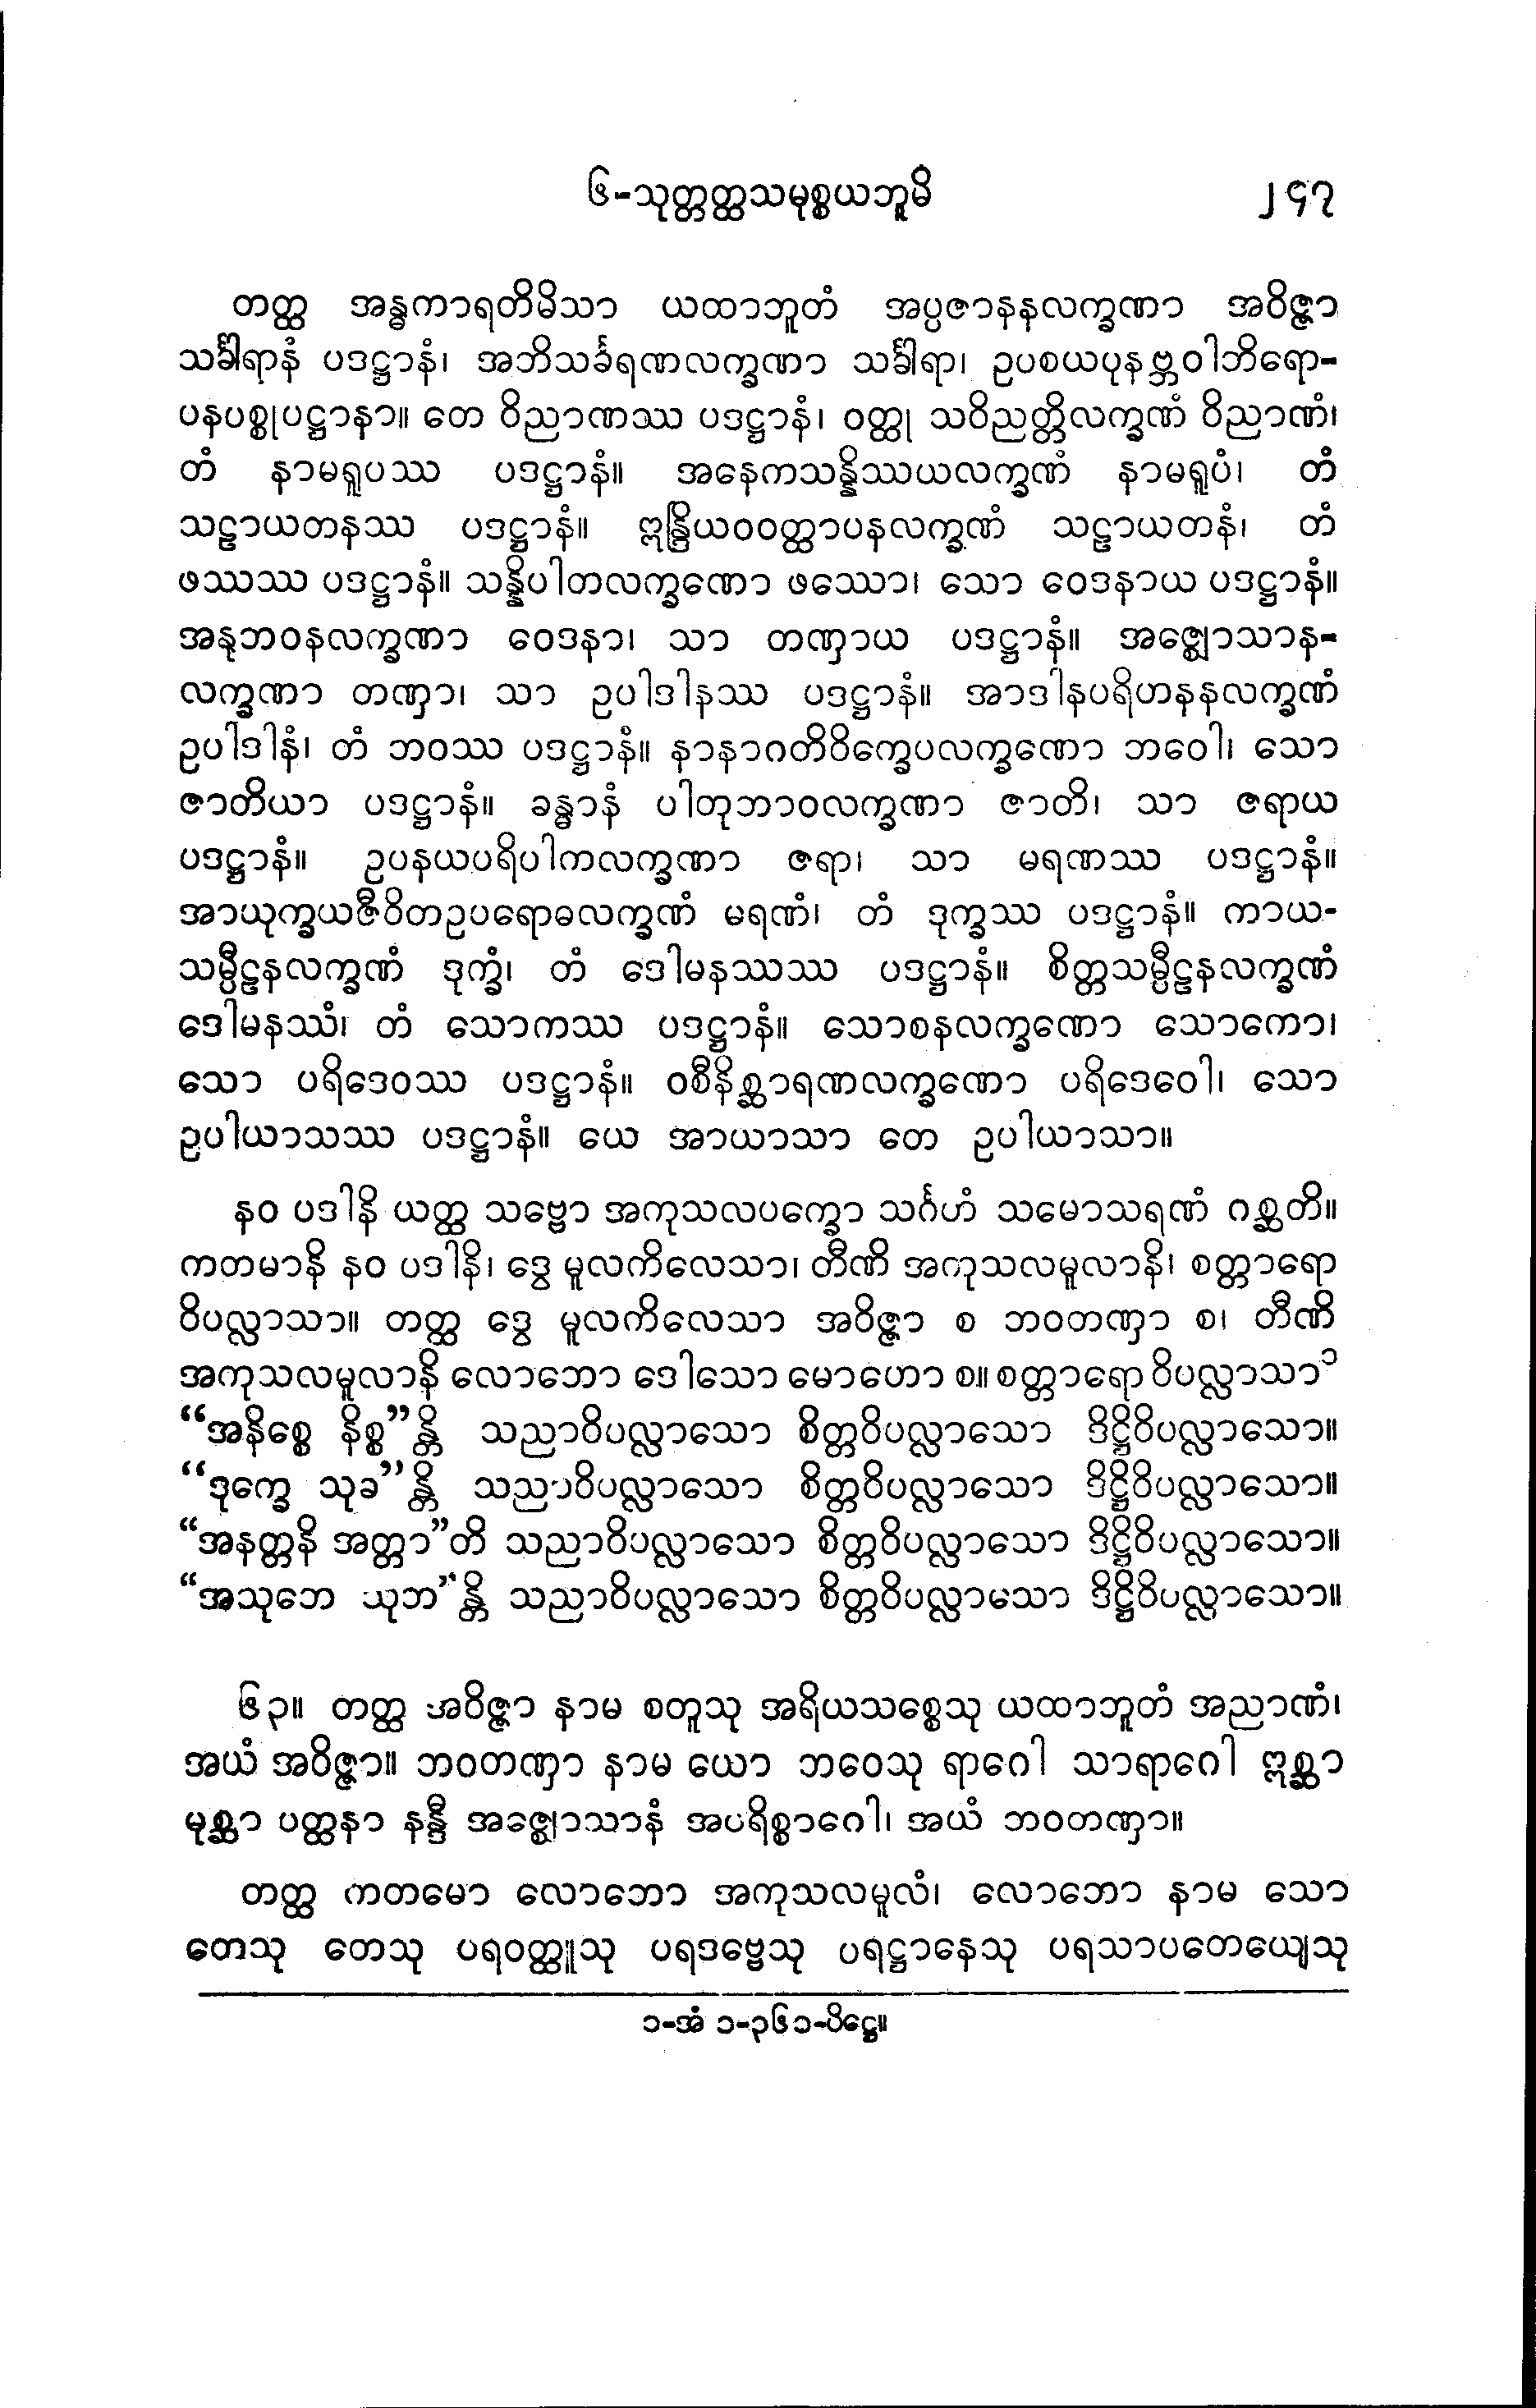 ၆-သုတ္တတ္ထသမုစ္စယဘူမိ ၂၄၇
တတ္ထ အန္ဓကာရတိမိသာ ယထာဘူတံ အပ္ပဇာနနလက္ခဏာ အဝိဇ္ဇာ
သင်္ခါရာနံ ပဒဋ္ဌာနံ၊ အဘိသင်္ခရဏလက္ခဏာ သင်္ခါရာ၊ ဥပစယပုနဗ္ဘဝါဘိရော-
ပနပစ္စုပဋ္ဌာနာ။ တေ ဝိညာဏဿ ပဒဋ္ဌာနံ၊ ဝတ္ထု သဝိညတ္တိလက္ခဏံ ဝိညာဏံ၊
တံ နာမရူပဿ ပဒဋ္ဌာနံ။ အနေကသန္နိဿယလက္ခဏံ နာမရူပံ၊ တံ
သဠာယတနဿ ပဒဋ္ဌာနံ။ ဣန္ဒြိယဝဝတ္ထာပနလက္ခဏံ သဠာယတနံ၊ တံ
ဖဿဿ ပဒဋ္ဌာနံ။ သန္နိပါတလက္ခဏော ဖဿော၊ သော ဝေဒနာယ ပဒဋ္ဌာနံ။
အနုဘဝနလက္ခဏာ ဝေဒနာ၊ သာ တဏှာယ ပဒဋ္ဌာနံ။ အဇ္ဈောသာန-
လက္ခဏာ တဏှာ၊ သာ ဥပါဒါနဿ ပဒဋ္ဌာနံ။ အာဒါနပရိဟနနလက္ခဏံ
ဥပါဒါနံ၊ တံ ဘဝဿ ပဒဋ္ဌာနံ။ နာနာဂတိဝိက္ခေပလက္ခဏော ဘဝေါ၊ သော
ဇာတိယာ ပဒဋ္ဌာနံ။ ခန္ဓာနံ ပါတုဘာဝလက္ခဏာ ဇာတိ၊ သာ ဇရာယ
ပဒဋ္ဌာနံ။ ဥပနယပရိပါကလက္ခဏာ ဇရာ၊ သာ မရဏဿ ပဒဋ္ဌာနံ။
အာယုက္ခယဇီဝိတဥပရောဓလက္ခဏံ မရဏံ၊ တံ ဒုက္ခဿ ပဒဋ္ဌာနံ။ ကာယ-
သမ္ပီဠနလက္ခဏံ ဒုက္ခံ၊ တံ ဒေါမနဿဿ ပဒဋ္ဌာနံ။ စိတ္တသမ္ပီဠနလက္ခဏံ
ဒေါမနဿံ၊ တံ သောကဿ ပဒဋ္ဌာနံ။ သောစနလက္ခဏော သောကော၊
သော ပရိဒေဝဿ ပဒဋ္ဌာနံ။ ဝစီနိစ္ဆာရဏလက္ခဏော ပရိဒေဝေါ၊ သော
ဥပါယာသဿ ပဒဋ္ဌာနံ။ ယေ အာယာသာ တေ ဥပါယာသာ။
နဝ ပဒါနိ ယတ္ထ သဗ္ဗော အကုသလပက္ခော သင်္ဂဟံ သမောသရဏံ ဂစ္ဆတိ။
ကတမာနိ နဝ ပဒါနိ၊ ဒွေ မူလကိလေသာ၊ တီဏိ အကုသလမူလာနိ၊ စတ္တာရော
ဝိပလ္လာသာ။ တတ္ထ ဒွေ မူလကိလေသာ အဝိဇ္ဇာ စ ဘဝတဏှာ စ၊ တီဏိ
အကုသလမူလာနိ လောဘော ဒေါသော မောဟော စ။ စတ္တာရော ဝိပလ္လာသာ၁
“အနိစ္စေ နိစ္စ”န္တိ သညာဝိပလ္လာသော စိတ္တဝိပလ္လာသော ဒိဋ္ဌိဝိပလ္လာသော။
“ဒုက္ခေ သုခ”န္တိ သညာဝိပလ္လာသော စိတ္တဝိပလ္လာသော ဒိဋ္ဌိဝိပလ္လာသော။
“အနတ္တနိ အတ္တာ”တိ သညာဝိပလ္လာသော စိတ္တဝိပလ္လာသော ဒိဋ္ဌိဝိပလ္လာသော။
“အသုဘေ သုဘ”န္တိ သညာဝိပလ္လာသော စိတ္တဝိပလ္လာသော ဒိဋ္ဌိဝိပလ္လာသော။
၆၃။ တတ္ထ အဝိဇ္ဇာ နာမ စတူသု အရိယသစ္စေသု ယထာဘူတံ အညာဏံ၊
အယံ အဝိဇ္ဇာ။ ဘဝတဏှာ နာမ ယော ဘဝေသု ရာဂေါ သာရာဂေါ ဣစ္ဆာ
မုစ္ဆာ ပတ္ထနာ နန္ဒီ အဇ္ဈောသာနံ အပရိစ္စာဂေါ၊ အယံ ဘဝတဏှာ။
တတ္ထ ကတမော လောဘော အကုသလမူလံ၊ လောဘော နာမ သော
တေသု တေသု ပရဝတ္ထူသု ပရဒဗ္ဗေသု ပရဋ္ဌာနေသု ပရသာပတေယျေသု
၁-အံ ၁-၃၆၁-ပိဋ္ဌေ။